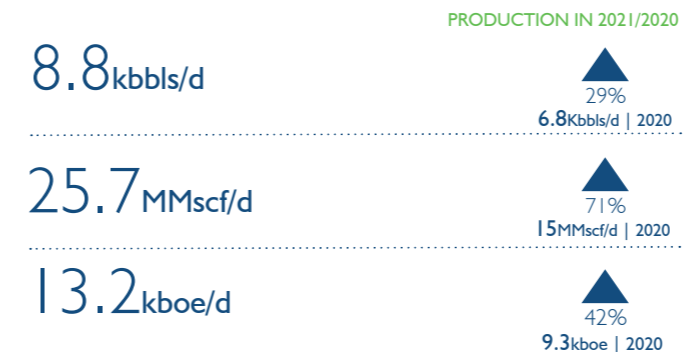 PRODUCTION IN 2021/2020
8.8kbbls/d
29%
6.8Kbbls/d | 2020
25.7MMscf/d
71%
15MMscf/d | 2020
13.2kboe/d
42%
9.3kboe | 2020